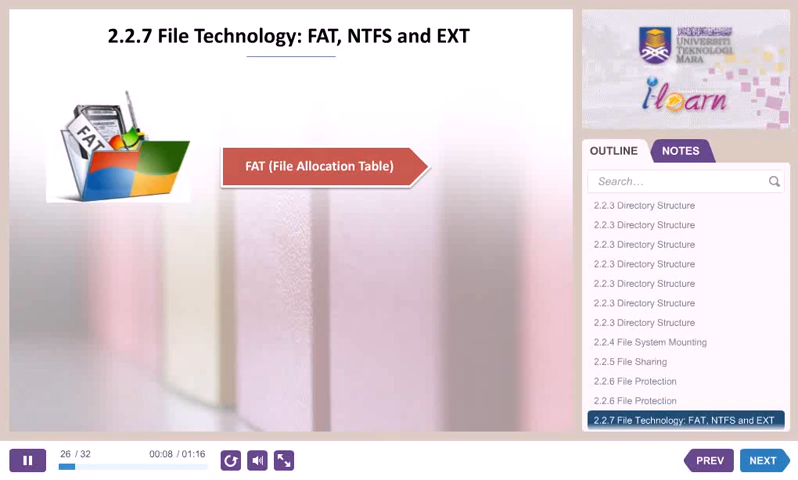 2.2.7 File Technology: FAT, NTFS and EXT
FAT
FAT (File Allocation Table)
UNIVERSITI
TEKNOLOGI
MARA
i-learn
OUTLINE
NOTES
Search...
2.2.3 Directory Structure
2.2.3 Directory Structure
2.2.3 Directory Structure
2.2.3 Directory Structure
2.2.3 Directory Structure
2.2.3 Directory Structure
2.2.3 Directory Structure
2.2.4 File System Mounting
2.2.5 File Sharing
2.2.6 File Protection
2.2.6 File Protection
2.2.7 File Technology: FAT, NTFS and EXT
26 / 32
00:08 / 01:16
PREV
NEXT